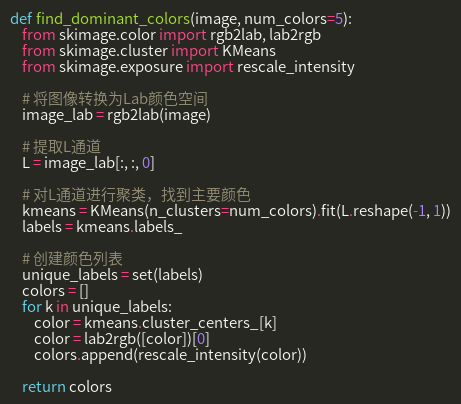 def find_dominant_colors(image, num_colors=5):
from skimage.color import rgb2lab, lab2rgb
from skimage.cluster import KMeans
from skimage.exposure import rescale_intensity
# 将图像转换为Lab颜色空间
image_lab = rgb2lab(image)
# 提取L通道
L = image_lab[:, :, 0]
# 对L通道进行聚类，找到主要颜色
kmeans = KMeans(n_clusters=num_colors).fit(L.reshape(-1, 1))
labels = kmeans.labels_
# 创建颜色列表
unique_labels = set(labels)
colors = []
for k in unique_labels:
color = kmeans.cluster_centers_[k]
color = lab2rgb([color])[0]
colors.append(rescale_intensity(color))
return colors